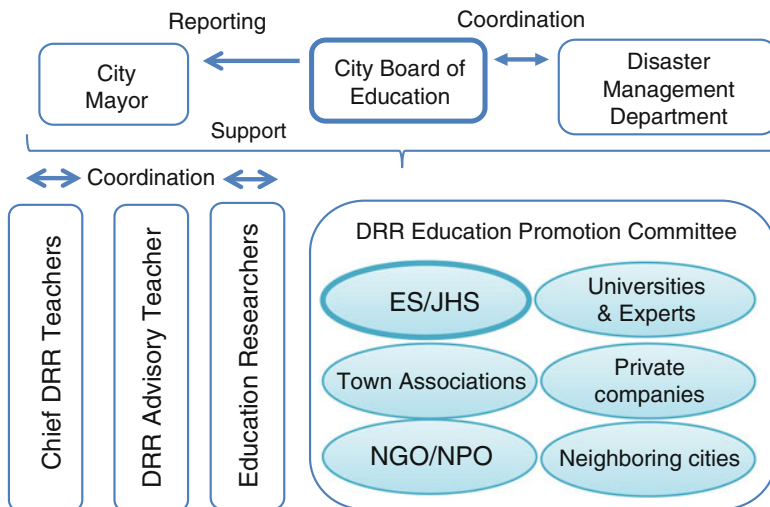 Reporting
Coordination
City
Mayor
City Board of
Education
Disaster
Management
Department
Support
Coordination
Chief DRR Teachers
DRR Advisory Teacher
Education Researchers
DRR Education Promotion Committee
ES/JHS
Universities
& Experts
Town Associations
Private
companies
NGO/NPO
Neighboring cities